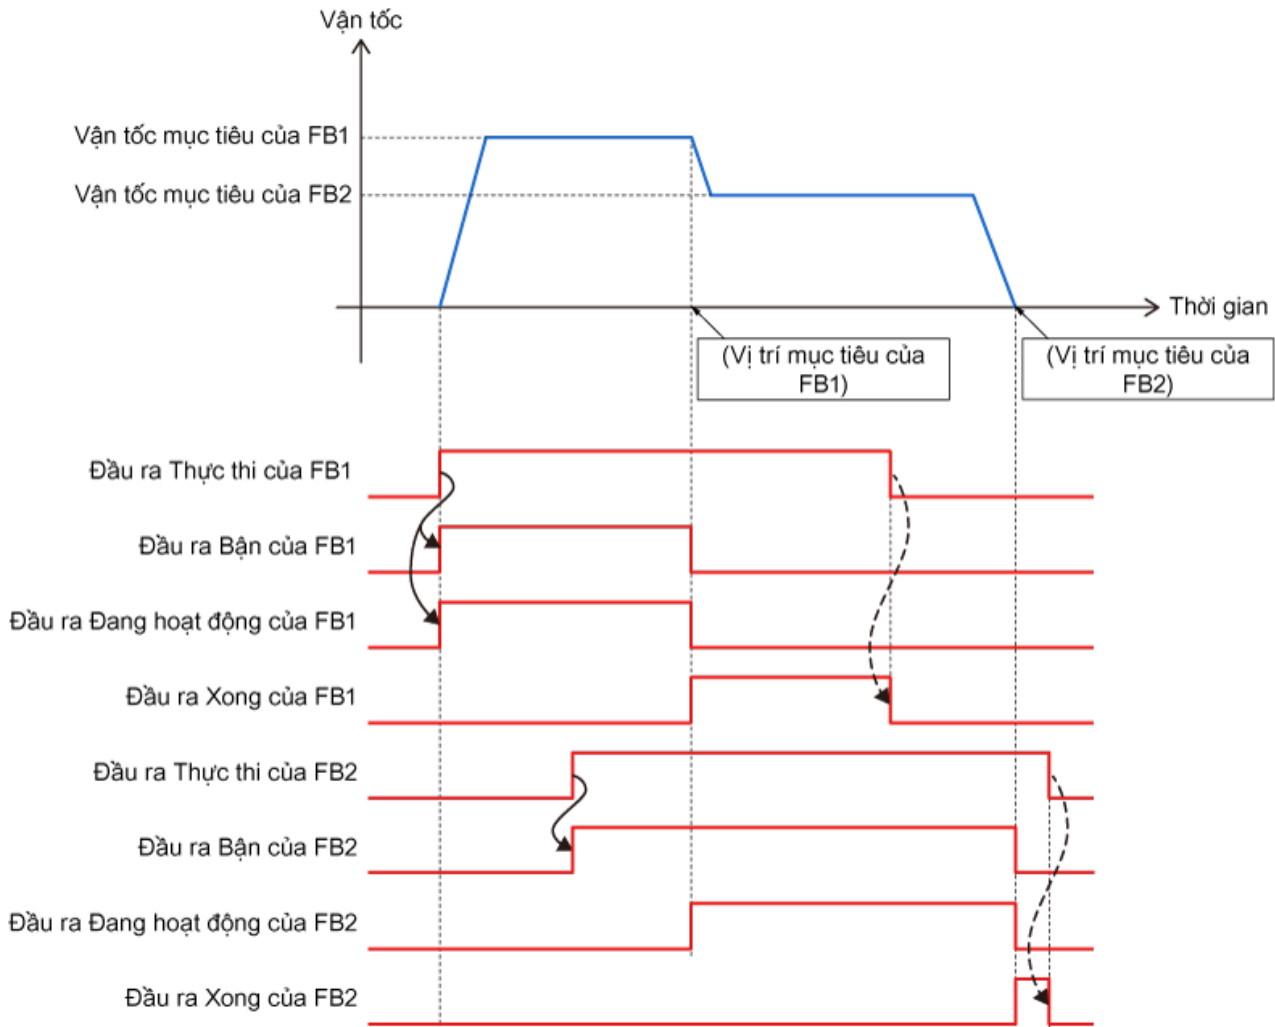 Vận tốc
Vận tốc mục tiêu của FB1
Vận tốc mục tiêu của FB2
Thời gian
(Vị trí mục tiêu của
FB1)
(Vị trí mục tiêu của
FB2)
Đầu ra Thực thi của FB1
Đầu ra Bận của FB1
Đầu ra Đang hoạt động của FB1
Đầu ra Xong của FB1
Đầu ra Thực thi của FB2
Đầu ra Bận của FB2
Đầu ra Đang hoạt động của FB2
Đầu ra Xong của FB2